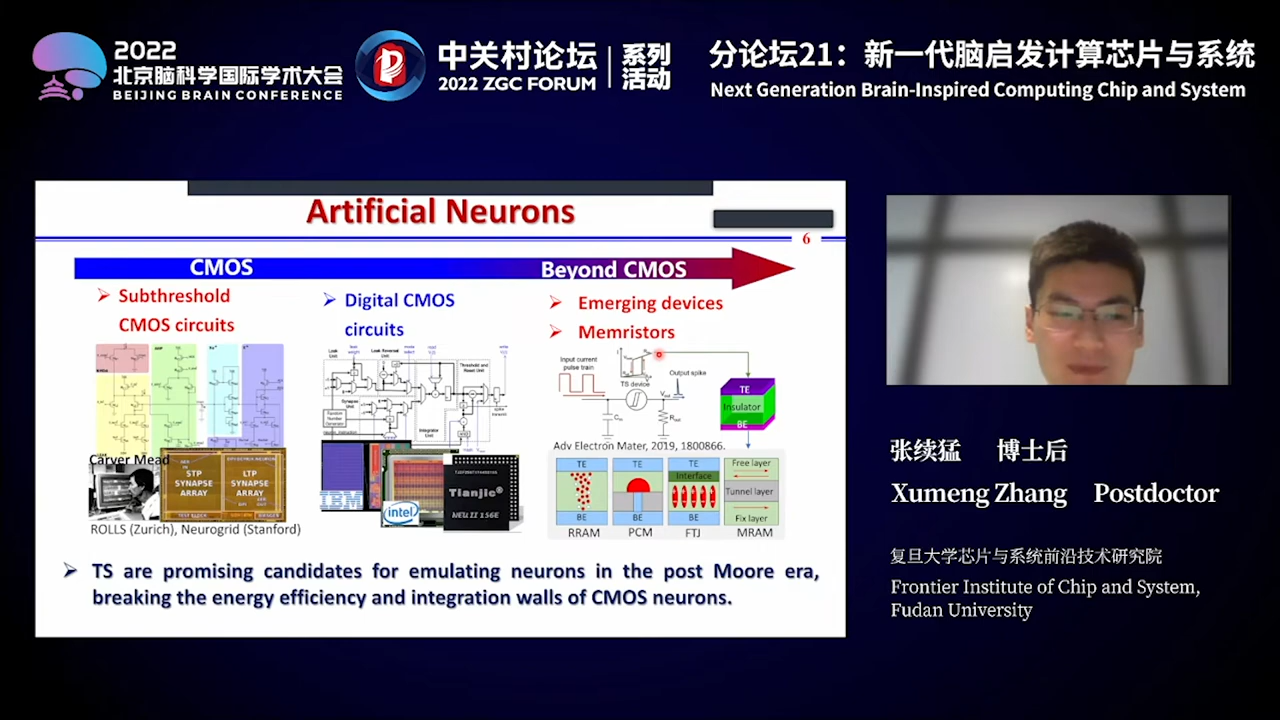 2022
北京脑科学国际学术大会
BEIJING BRAIN CONFERENCE
中关村论坛
2022 ZGC FORUM
系列
活动
分论坛21：新一代脑启发计算芯片与系统
Next Generation Brain-Inspired Computing Chip and System
Artificial Neurons
6
CMOS
Beyond CMOS
Subthreshold
CMOS circuits
Digital CMOS
circuits
Emerging devices
Memristors
Input current
pulse train
TS device
Output spike
TE
Insulator
BE
Adv Electron Mater, 2019, 1800866.
Carver Mead
STP
SYNAPSE
ARRAY
LTP
SYNAPSE
ARRAY
ROLLS (Zurich), Neurogrid (Stanford)
IBM
intel
Tianjic®
NEU II 156E
TE
BE
RRAM
TE
BE
PCM
TE
Interface
BE
FTJ
Free layer
Tunnel layer
Fix layer
MRAM
TS are promising candidates for emulating neurons in the post Moore era,
breaking the energy efficiency and integration walls of CMOS neurons.
张续猛 博士后
Xumeng Zhang Postdoctor
复旦大学芯片与系统前沿技术研究院
Frontier Institute of Chip and System,
Fudan University